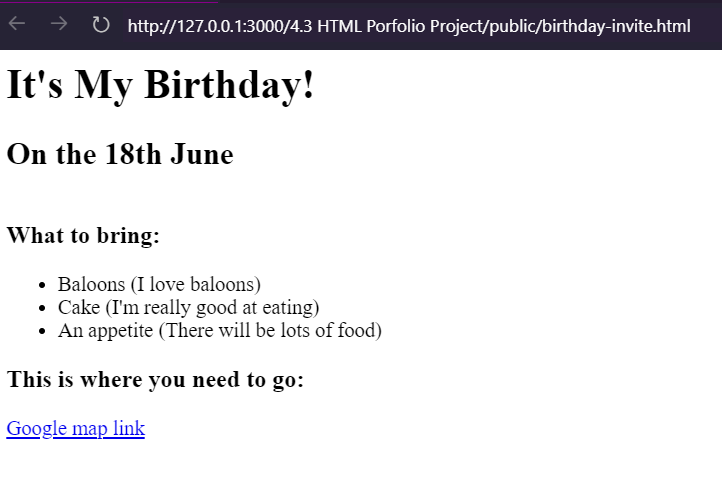 http://127.0.0.1:3000/4.3 HTML Porfolio Project/public/birthday-invite.html
It's My Birthday!
On the 18th June
What to bring:
Baloons (I love baloons)
Cake (I'm really good at eating)
An appetite (There will be lots of food)
This is where you need to go:
Google map link